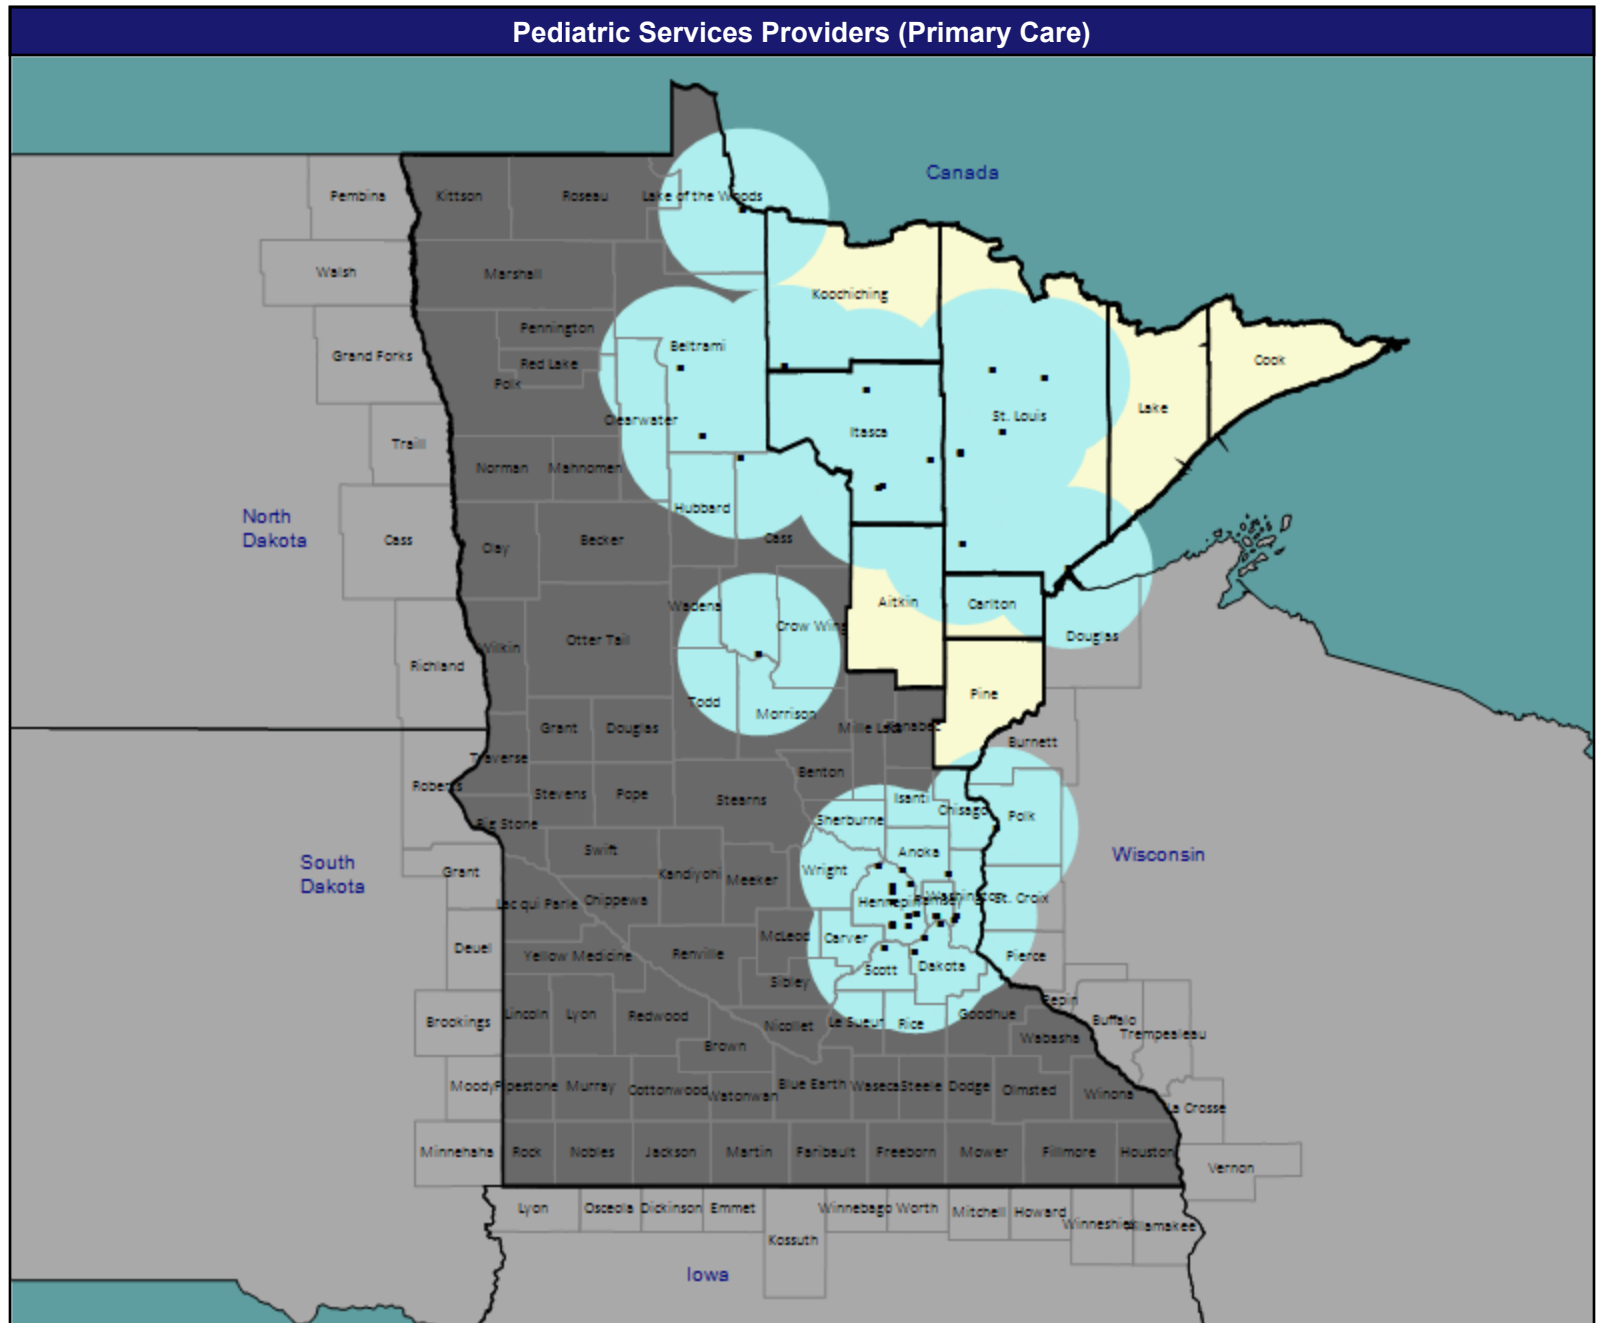 Pediatric Services Providers (Primary Care)
Canada
Pembina
Kittson
Roseau
Lake of the Woods
Walsh
Marshall
Koochiching
Pennington
Beltrami
Grand Forks
Red Lake
Cook
Polk
Lake
St. Louis
Clearwater
Itasca
Traill
Norman
Mahnomen
Hubbard
North
Dakota
Cass
Clay
Becker
Cass
Aitkin
Carlton
Wadena
Crow Wing
Douglas
Otter Tail
Wilkin
Richland
Pine
Todd
Morrison
Grant
Douglas
Mille Lacs
Kanabec
Burnett
Traverse
Benton
Roberts
Stevens
Pope
Stearns
Isanti
Chisago
Polk
Big Stone
Sherburne
Swift
Anoka
Wisconsin
South
Dakota
Grant
Kandiyohi
Meeker
Wright
Lac qui Parle
Chippewa
Hennepin
Ramsey
Washington
St. Croix
McLeod
Carver
Deuel
Yellow Medicine
Renville
Scott
Dakota
Pierce
Sibley
Pepin
Brookings
Lincoln
Lyon
Redwood
Nicollet
Le Sueur
Rice
Goodhue
Buffalo
Trempealeau
Wabasha
Brown
Moody
Pipestone
Murray
Cottonwood
Watonwan
Blue Earth
Waseca
Steele
Dodge
Olmsted
Winona
La Crosse
Minnehaha
Rock
Nobles
Jackson
Martin
Faribault
Freeborn
Mower
Fillmore
Houston
Vernon
Lyon
Osceola
Dickinson
Emmet
Winnebago
Worth
Mitchell
Howard
Kossuth
Iowa